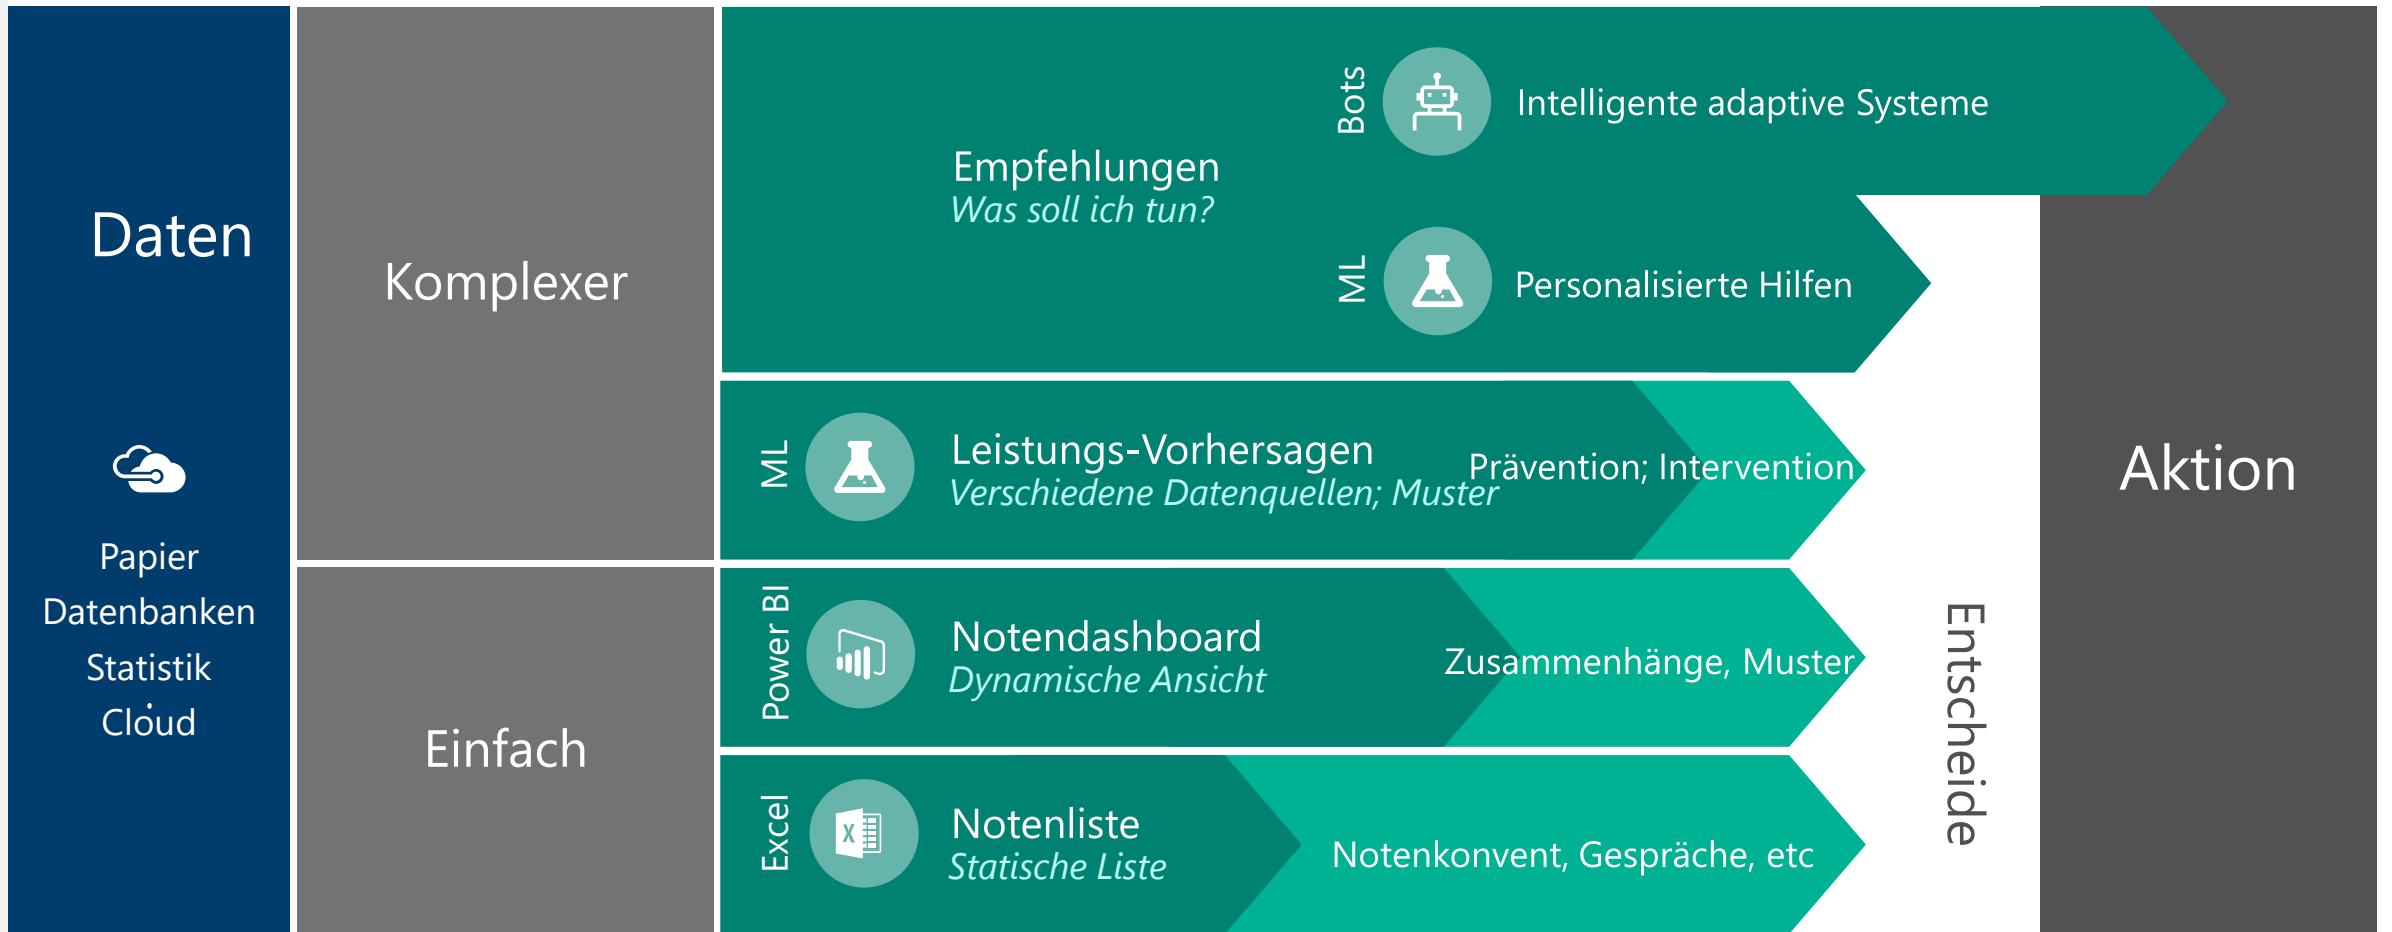 Daten
Papier
Datenbanken
Statistik
Cloud
Komplexer
Einfach
Empfehlungen
Was soll ich tun?
Bots
Intelligente adaptive Systeme
ML
Personalisierte Hilfen
ML
Leistungs-Vorhersagen
Verschiedene Datenquellen; Muster
Prävention; Intervention
Power BI
Notendashboard
Dynamische Ansicht
Zusammenhänge, Muster
Excel
X
Notenliste
Statische Liste
Notenkonvent, Gespräche, etc
Entscheide
Aktion